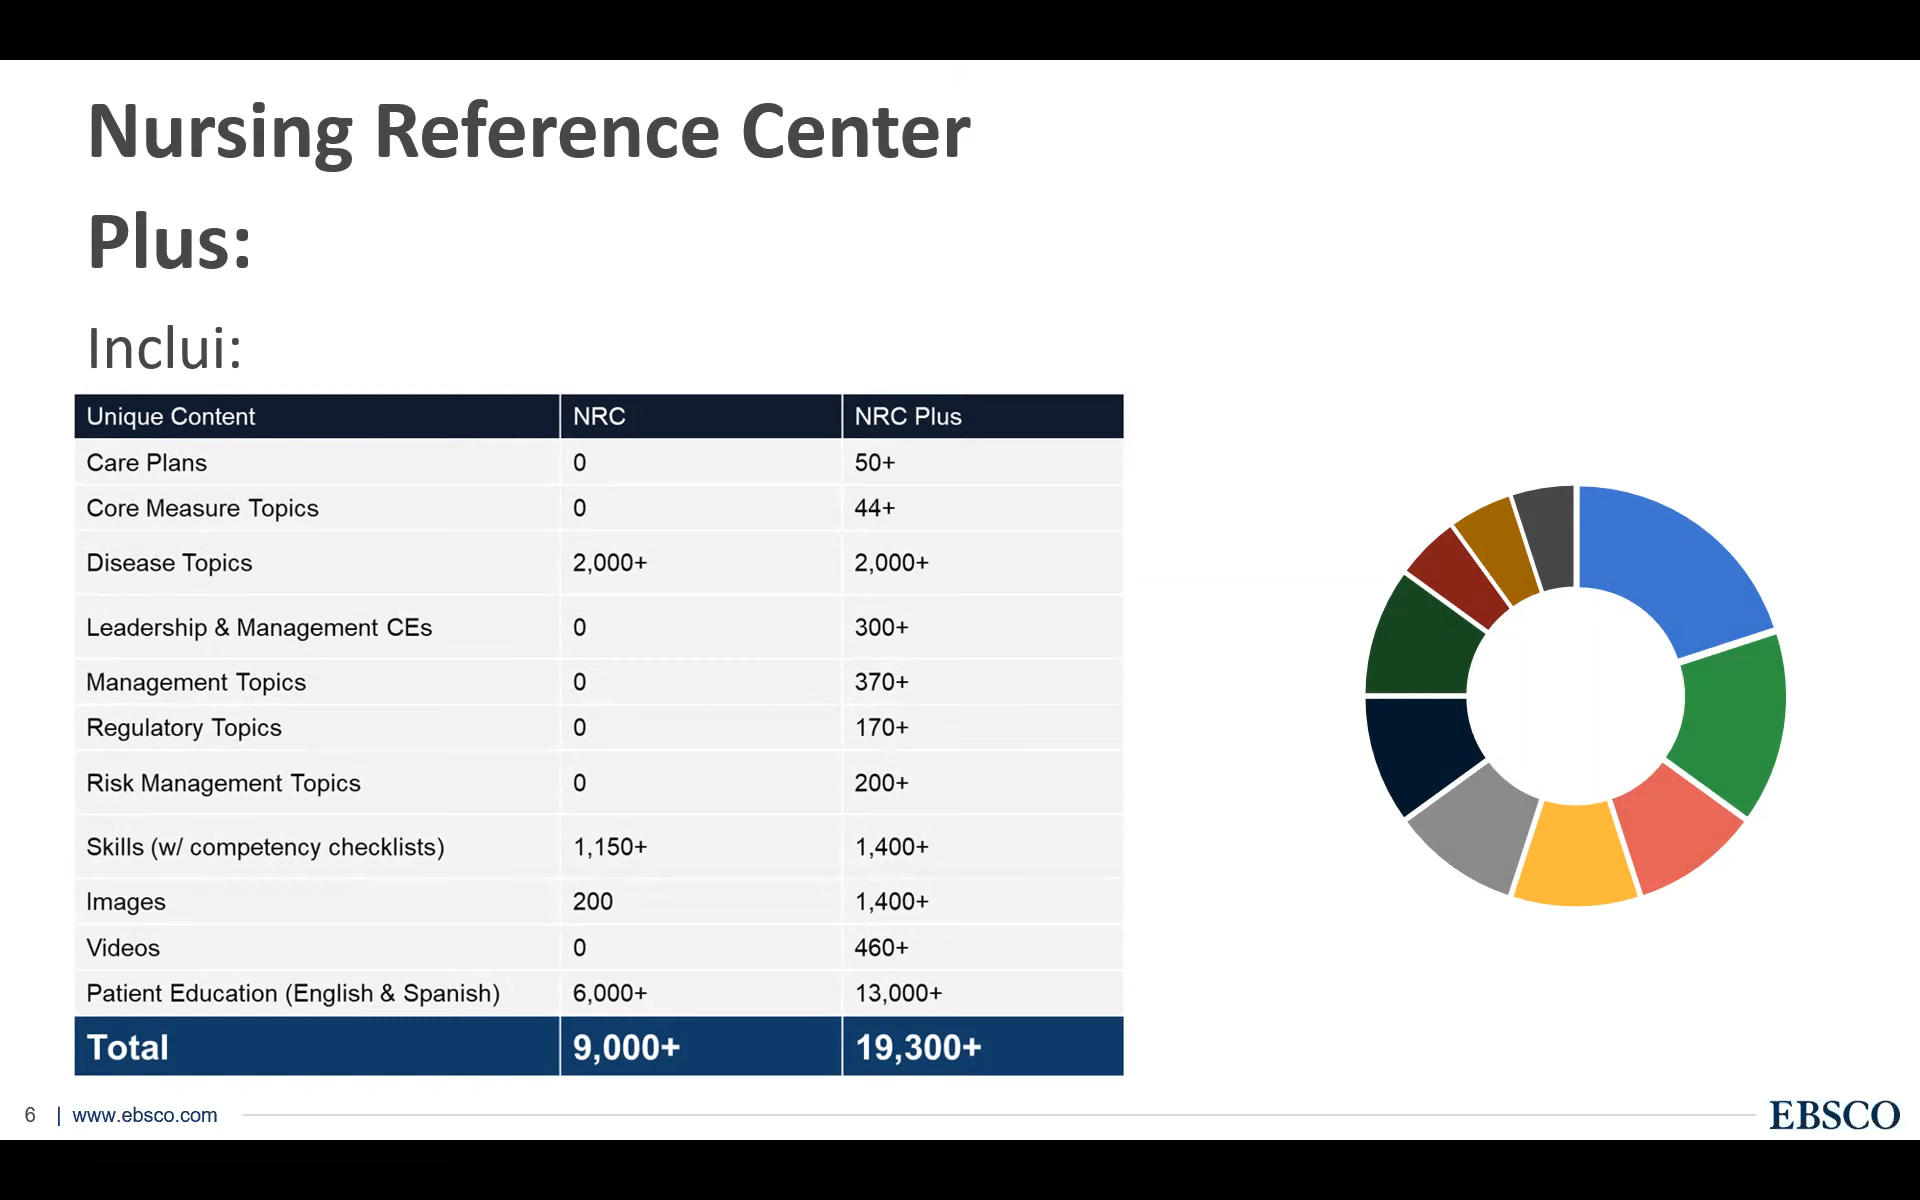 Nursing Reference Center
Plus:
Inclui:
Unique Content NRC NRC Plus
Care Plans 0 50+
Core Measure Topics 0 44+
Disease Topics 2,000+ 2,000+
Leadership & Management CEs 0 300+
Management Topics 0 370+
Regulatory Topics 0 170+
Risk Management Topics 0 200+
Skills (w/ competency checklists) 1,150+ 1,400+
Images 200 1,400+
Videos 0 460+
Patient Education (English & Spanish) 6,000+ 13,000+
Total 9,000+ 19,300+
6 | www.ebsco.com EBSCO